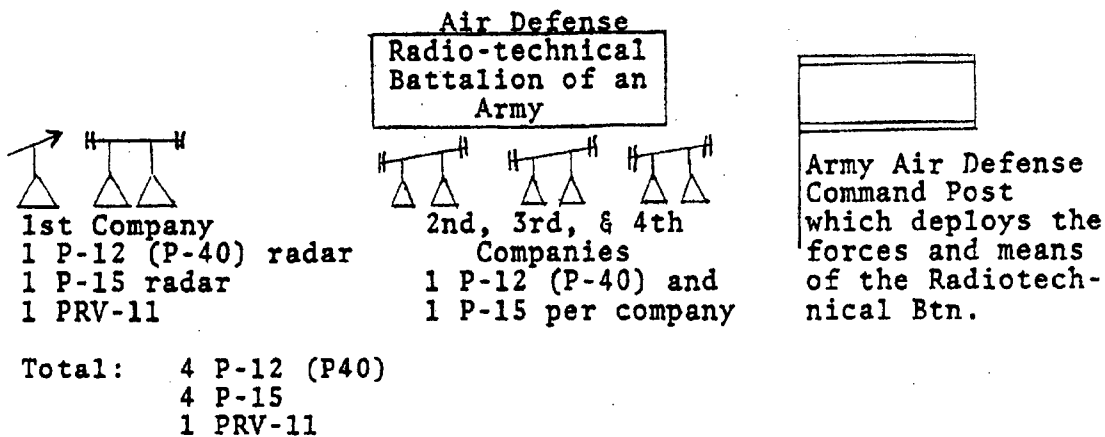 Air Defense
Radio-technical
Battalion of an
Army
1st Company
1 P-12 (P-40) radar
1 P-15 radar
1 PRV-11
2nd, 3rd, & 4th
Companies
1 P-12 (P-40) and
1 P-15 per company
Army Air Defense
Command Post
which deploys the
forces and means
of the Radiotech-
nical Btn.
Total: 4 P-12 (P40)
4 P-15
1 PRV-11